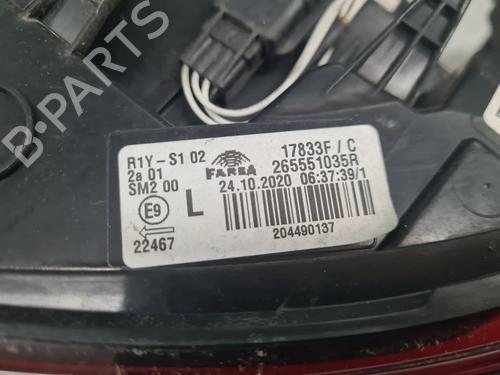 B-PARTS
R1Y-S1 02
2a 01
SM2 00
FARBA
17833F / C
265551035R
24.10.2020 06:37:39/1
E9
L
22467
204490137